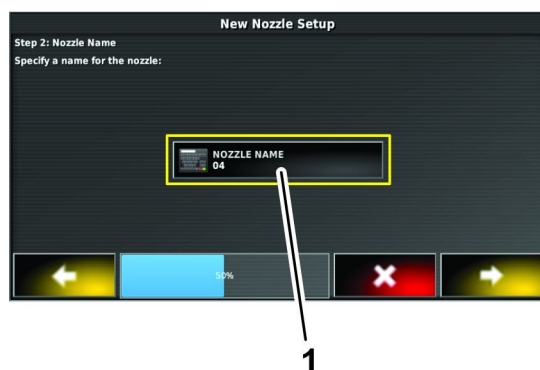 New Nozzle Setup
Step 2: Nozzle Name
Specify a name for the nozzle:
NOZZLE NAME
04
50%
1